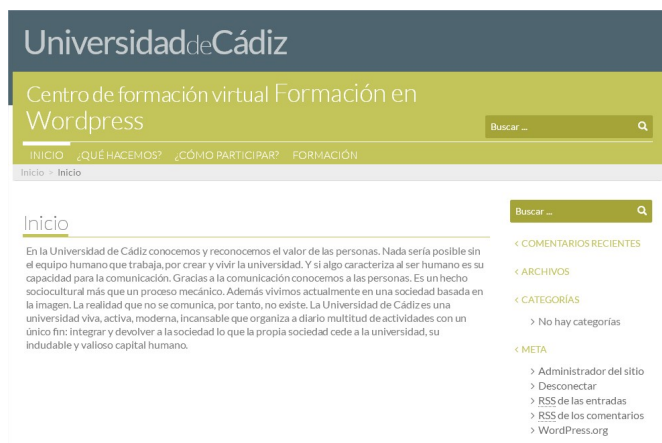 UniversidaddeCádiz
Centro de formación virtual Formación en
Wordpress
Buscar ...
INICIO ¿QUÉ HACEMOS? ¿CÓMO PARTICIPAR? FORMACIÓN
Inicio > Inicio
Inicio
En la Universidad de Cádiz conocemos y reconocemos el valor de las personas. Nada sería posible sin
el equipo humano que trabaja, por crear y vivir la universidad. Y si algo caracteriza al ser humano es su
capacidad para la comunicación. Gracias a la comunicación conocemos a las personas. Es un hecho
sociocultural más que un proceso mecánico. Además vivimos actualmente en una sociedad basada en
la imagen. La realidad que no se comunica, por tanto, no existe. La Universidad de Cádiz es una
universidad viva, activa, moderna, incansable que organiza a diario multitud de actividades con un
único fin: integrar y devolver a la sociedad lo que la propia sociedad cede a la universidad, su
indudable y valioso capital humano.
Buscar ...
< COMENTARIOS RECIENTES
< ARCHIVOS
< CATEGORÍAS
> No hay categorías
< META
> Administrador del sitio
> Desconectar
> RSS de las entradas
> RSS de los comentarios
> WordPress.org